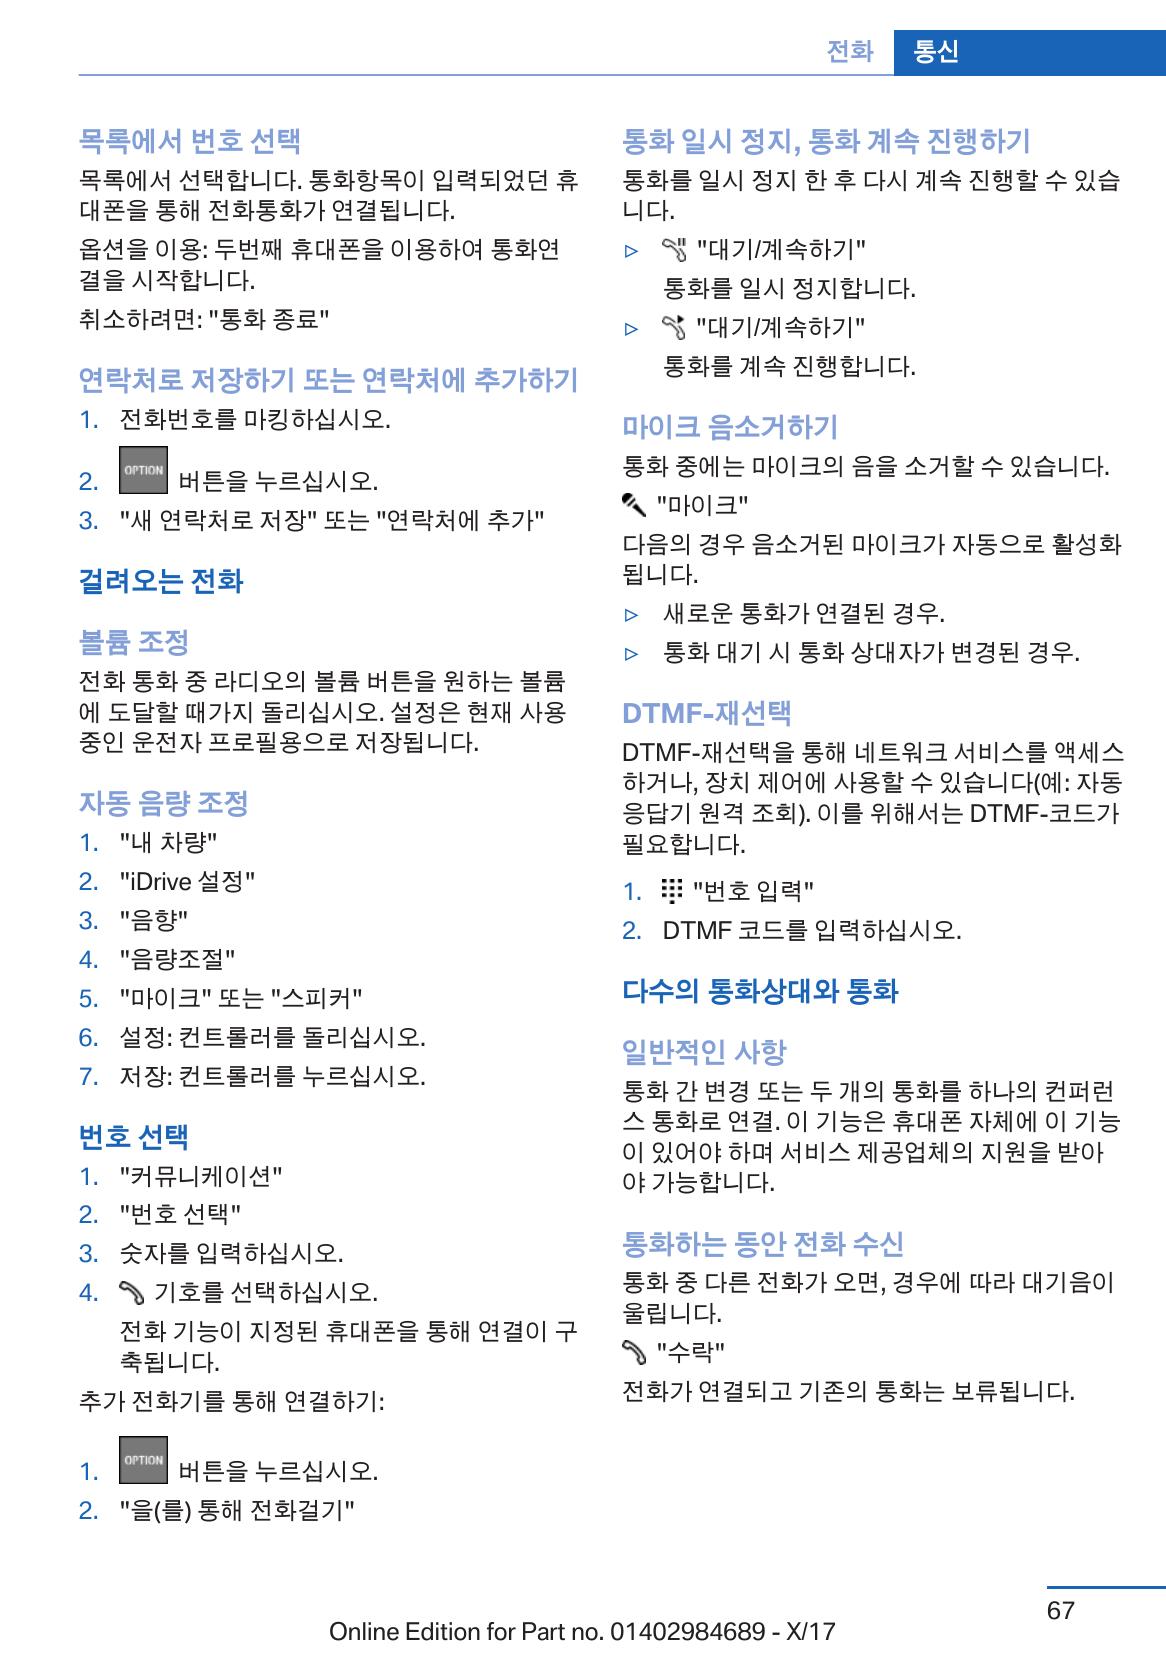 전화 통신
목록에서 번호 선택
목록에서 선택합니다. 통화항목이 입력되었던 휴
대폰을 통해 전화통화가 연결됩니다.
옵션을 이용: 두번째 휴대폰을 이용하여 통화연
결을 시작합니다.
취소하려면: "통화 종료"
연락처로 저장하기 또는 연락처에 추가하기
1. 전화번호를 마킹하십시오.
2. OPTION 버튼을 누르십시오.
3. "새 연락처로 저장" 또는 "연락처에 추가"
걸려오는 전화
볼륨 조정
전화 통화 중 라디오의 볼륨 버튼을 원하는 볼륨
에 도달할 때가지 돌리십시오. 설정은 현재 사용
중인 운전자 프로필용으로 저장됩니다.
자동 음량 조정
1. "내 차량"
2. "iDrive 설정"
3. "음향"
4. "음량조절"
5. "마이크" 또는 "스피커"
6. 설정: 컨트롤러를 돌리십시오.
7. 저장: 컨트롤러를 누르십시오.
번호 선택
1. "커뮤니케이션"
2. "번호 선택"
3. 숫자를 입력하십시오.
4. 기호를 선택하십시오.
전화 기능이 지정된 휴대폰을 통해 연결이 구
축됩니다.
추가 전화기를 통해 연결하기:
1. OPTION 버튼을 누르십시오.
2. "을(를) 통해 전화걸기"
통화 일시 정지, 통화 계속 진행하기
통화를 일시 정지 한 후 다시 계속 진행할 수 있습
니다.
▷ "대기/계속하기"
통화를 일시 정지합니다.
▷ "대기/계속하기"
통화를 계속 진행합니다.
마이크 음소거하기
통화 중에는 마이크의 음을 소거할 수 있습니다.
"마이크"
다음의 경우 음소거된 마이크가 자동으로 활성화
됩니다.
▷ 새로운 통화가 연결된 경우.
▷ 통화 대기 시 통화 상대자가 변경된 경우.
DTMF-재선택
DTMF-재선택을 통해 네트워크 서비스를 액세스
하거나, 장치 제어에 사용할 수 있습니다(예: 자동
응답기 원격 조회). 이를 위해서는 DTMF-코드가
필요합니다.
1. "번호 입력"
2. DTMF 코드를 입력하십시오.
다수의 통화상대와 통화
일반적인 사항
통화 간 변경 또는 두 개의 통화를 하나의 컨퍼런
스 통화로 연결. 이 기능은 휴대폰 자체에 이 기능
이 있어야 하며 서비스 제공업체의 지원을 받아
야 가능합니다.
통화하는 동안 전화 수신
통화 중 다른 전화가 오면, 경우에 따라 대기음이
울립니다.
"수락"
전화가 연결되고 기존의 통화는 보류됩니다.
67
Online Edition for Part no. 01402984689 - X/17